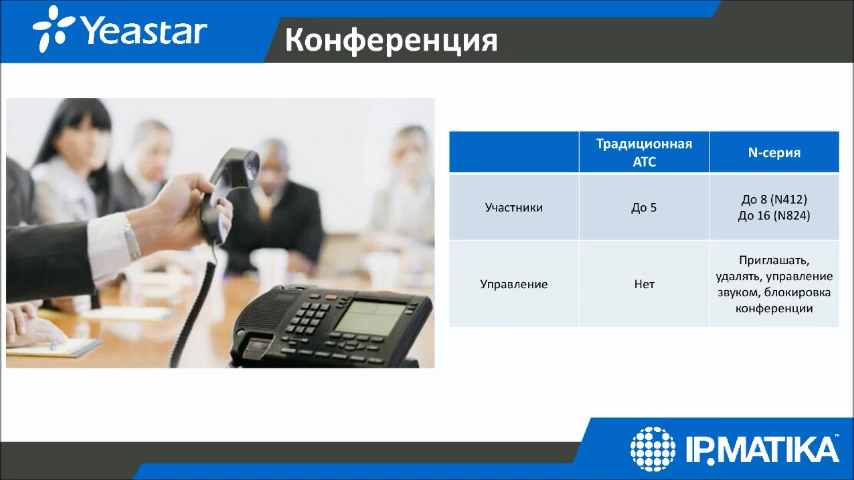 Yeastar
Конференция
Традиционная
АТС
N-серия
Участники
До 5
До 8 (N412)
До 16 (N824)
Управление
Нет
Приглашать,
удалять, управление
звуком, блокировка
конференции
IP.MATIKA™